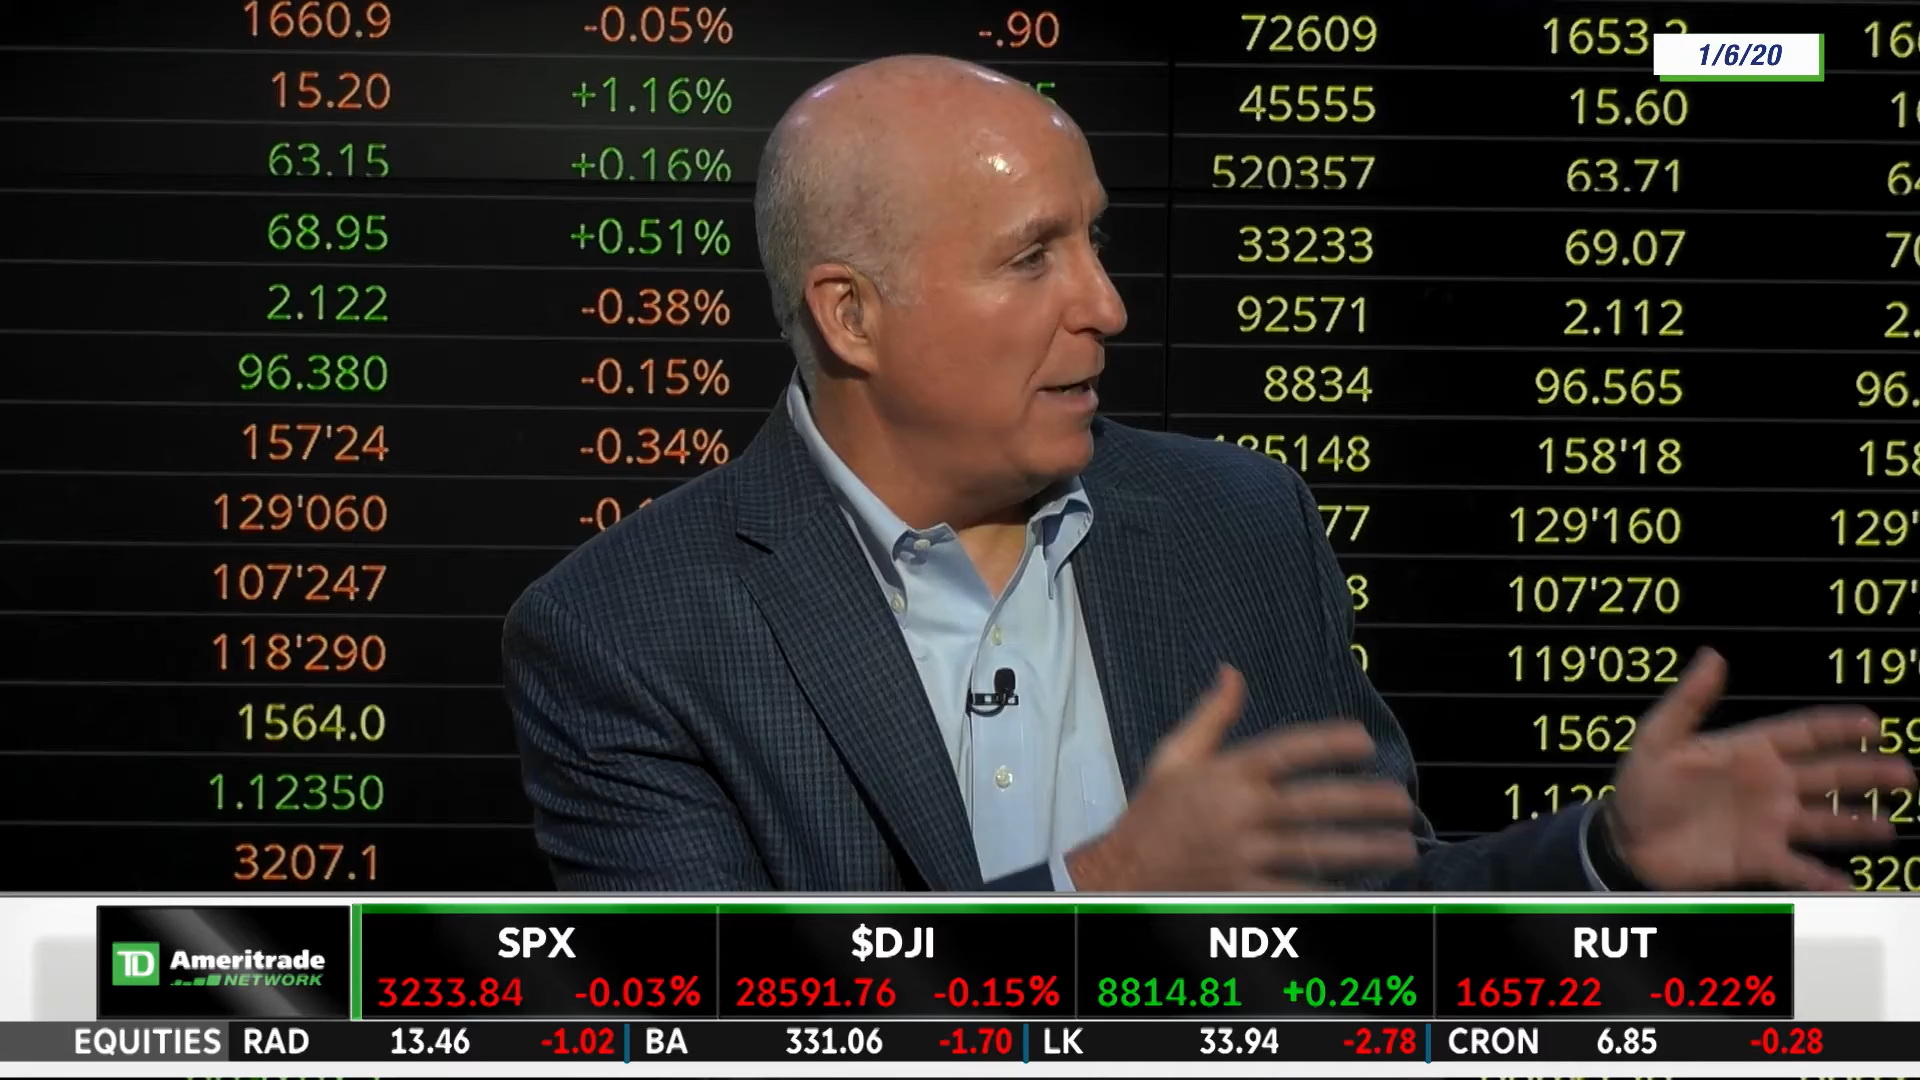 1660.9 -0.05% -.90 72609
1/6/20
15.20 +1.16% 45555 15.60
63.15 +0.16% 520357 63.71
68.95 +0.51% 33233 69.07
2.122 -0.38% 92571 2.112
96.380 -0.15% 8834 96.565
157'24 -0.34% 158'18
129'060 129'160
107'247 107'270
118'290 119'032
1564.0
1.12350
3207.1
TD Ameritrade NETWORK
SPX $DJI NDX RUT
3233.84 -0.03% 28591.76 -0.15% 8814.81 +0.24% 1657.22 -0.22%
EQUITIES RAD 13.46 -1.02 BA 331.06 -1.70 LK 33.94 -2.78 CRON 6.85 -0.28